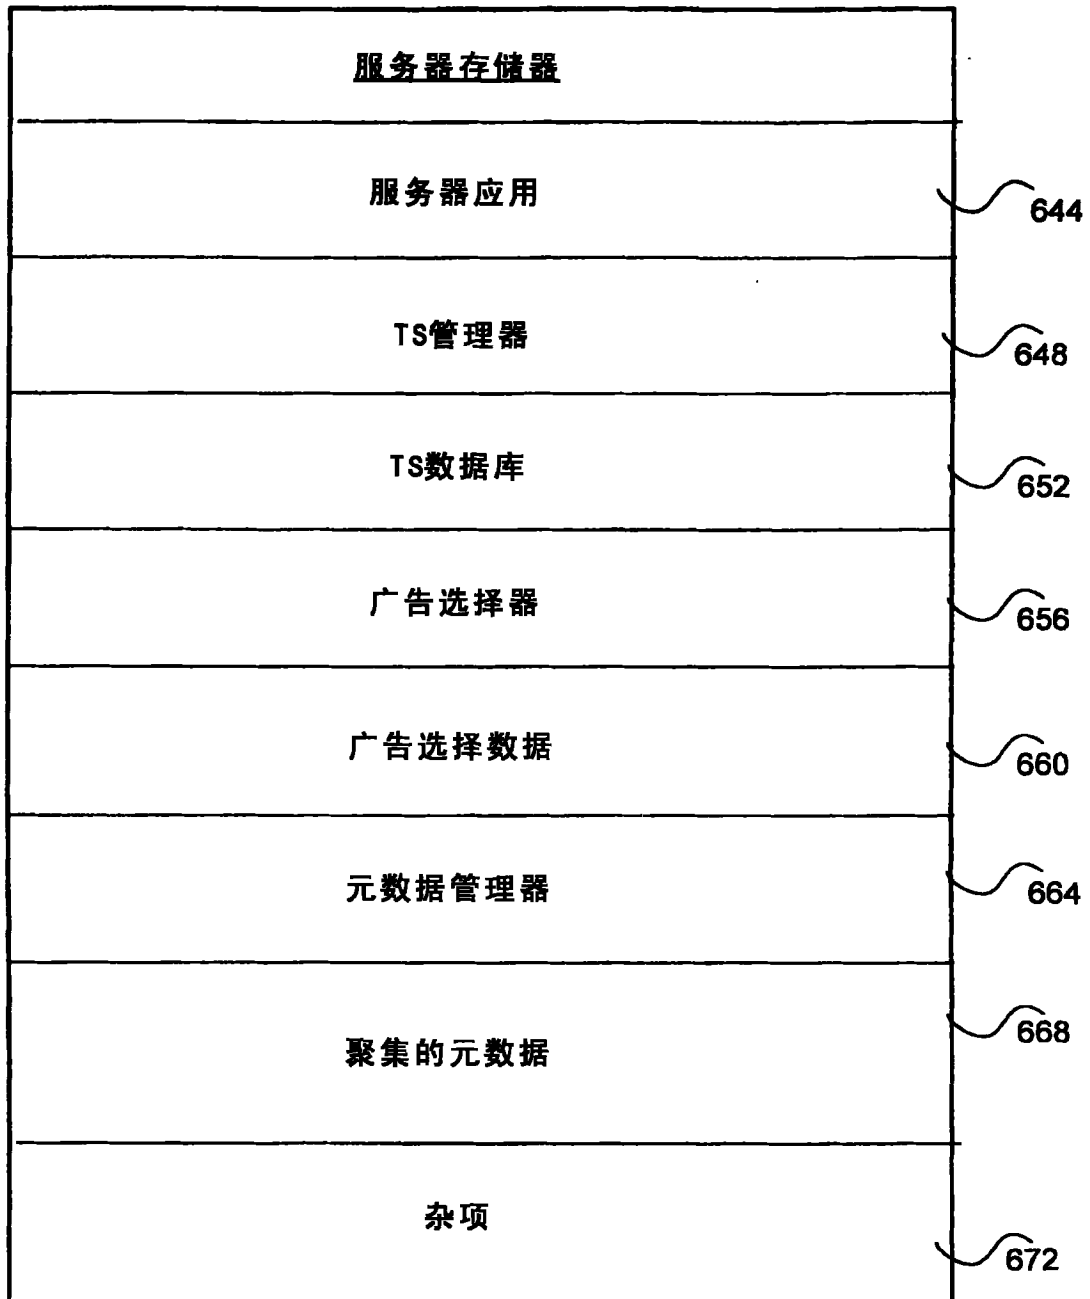 服务器存储器
服务器应用
644
TS管理器
648
TS数据库
652
广告选择器
656
广告选择数据
660
元数据管理器
664
聚集的元数据
668
杂项
672